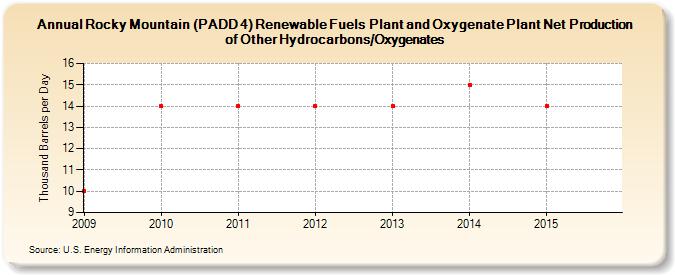 Annual Rocky Mountain (PADD 4) Renewable Fuels Plant and Oxygenate Plant Net Production
of Other Hydrocarbons/Oxygenates
Thousand Barrels per Day
16
15
14
13
12
11
10
9
2009 2010 2011 2012 2013 2014 2015
Source: U.S. Energy Information Administration